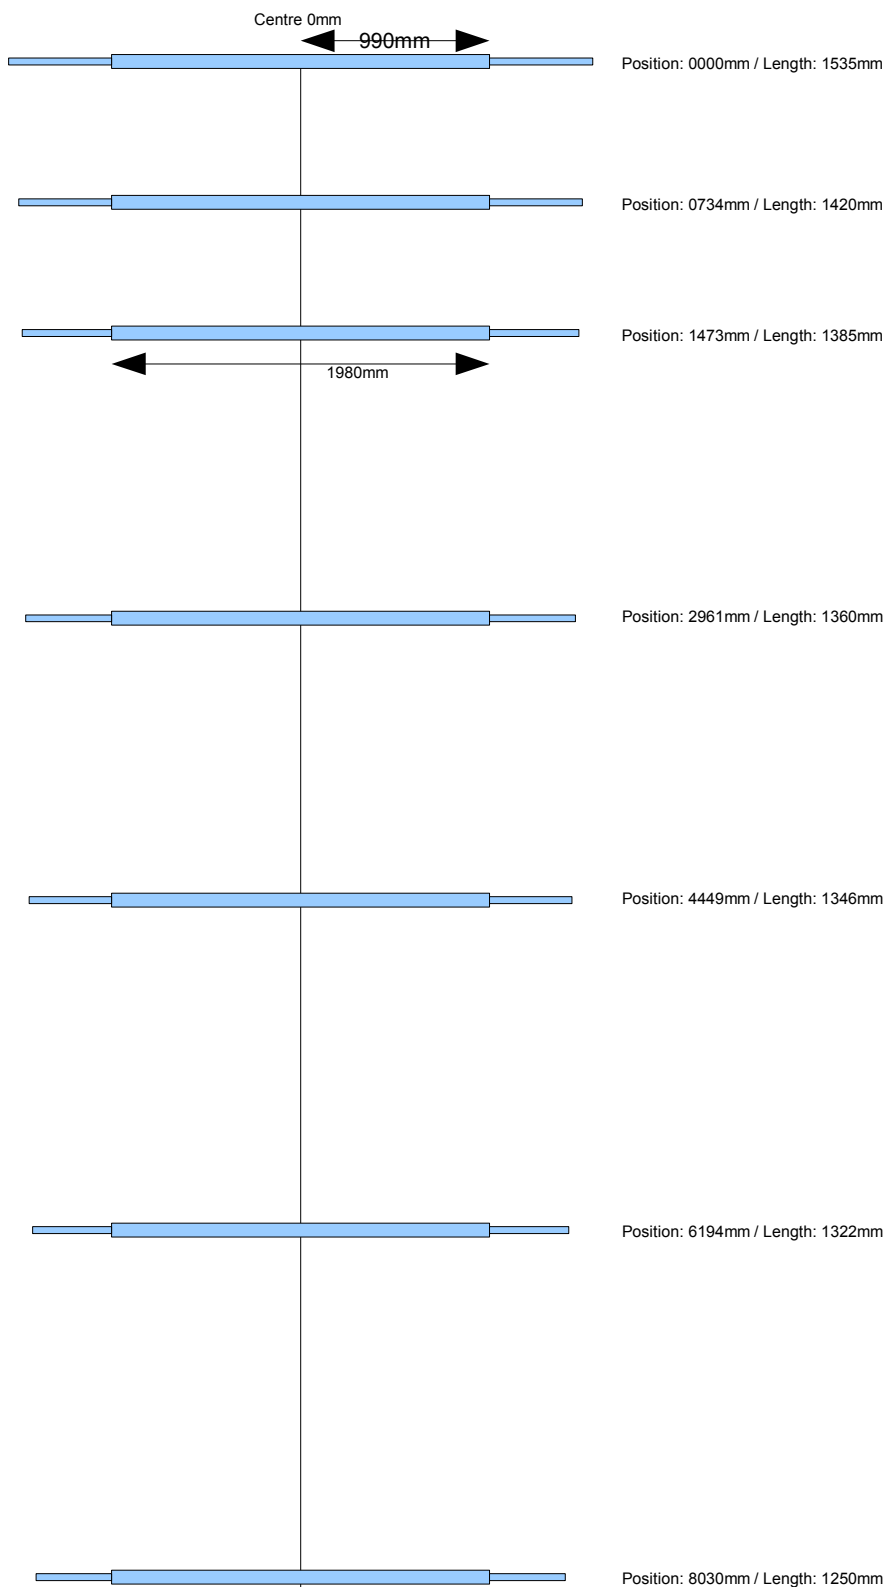 Centre 0mm
990mm
Position: 0000mm / Length: 1535mm
Position: 0734mm / Length: 1420mm
Position: 1473mm / Length: 1385mm
1980mm
Position: 2961mm / Length: 1360mm
Position: 4449mm / Length: 1346mm
Position: 6194mm / Length: 1322mm
Position: 8030mm / Length: 1250mm